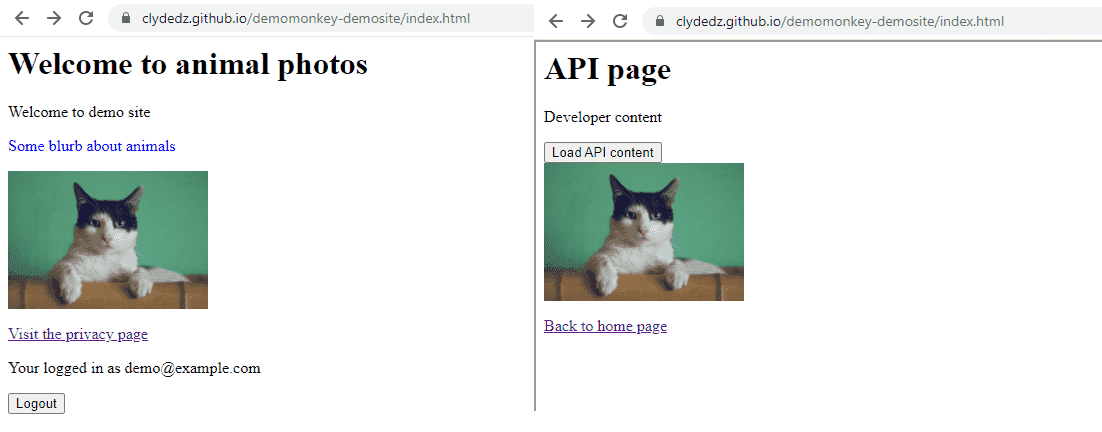 clydedz.github.io/demomonkey-demosite/index.html
Welcome to animal photos
Welcome to demo site
Some blurb about animals
Visit the privacy page
Your logged in as demo@example.com
Logout
clydedz.github.io/demomonkey-demosite/index.html
API page
Developer content
Load API content
Back to home page